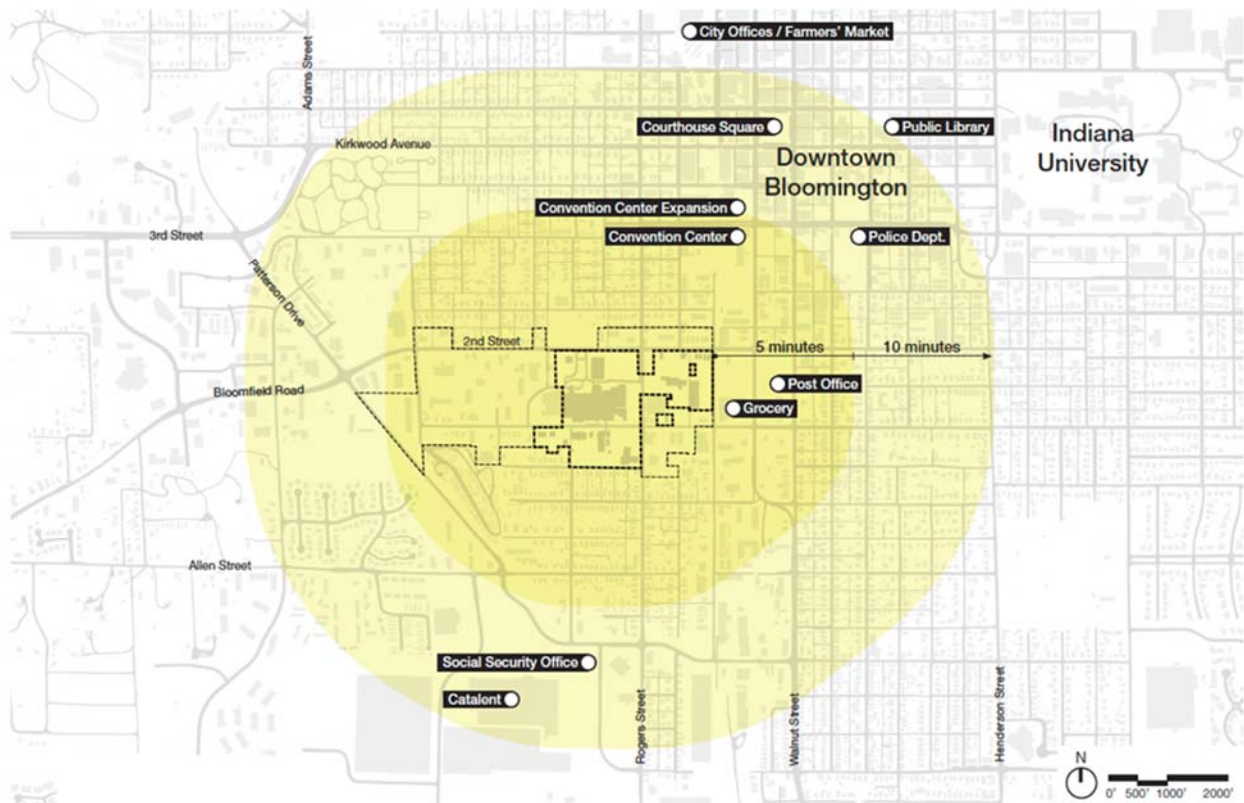 City Offices / Farmers' Market
Adams Street
Courthouse Square
Public Library
Indiana
University
Kirkwood Avenue
Downtown
Bloomington
Convention Center Expansion
3rd Street
Convention Center
Police Dept.
Patterson Drive
2nd Street
5 minutes
10 minutes
Bloomfield Road
Post Office
Grocery
Allen Street
Social Security Office
Catalent
Rogers Street
Walnut Street
Henderson Street
N
0' 500' 1000' 2000'